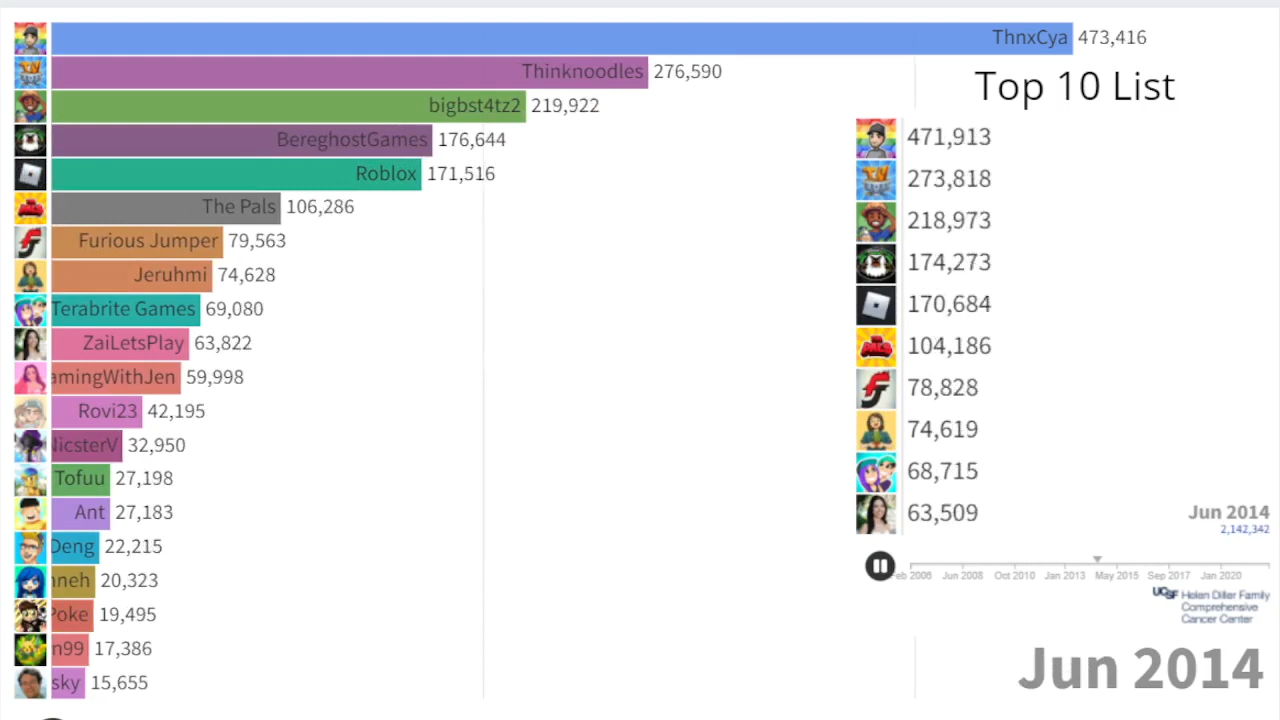 ThnxCya 473,416
Thinknoodles 276,590
bigbst4tz2 219,922
BereghostGames 176,644
Roblox 171,516
The Pals 106,286
Furious Jumper 79,563
Jeruhmi 74,628
Terabrite Games 69,080
ZaiLetsPlay 63,822
amingWithJen 59,998
Rovi23 42,195
NicsterV 32,950
Tofuu 27,198
Ant 27,183
Deng 22,215
nneh 20,323
Poke 19,495
n99 17,386
sky 15,655
Top 10 List
471,913
273,818
218,973
174,273
170,684
104,186
78,828
74,619
68,715
63,509
Jun 2014
2,142,342
Feb 2006 Jun 2008 Oct 2010 Jan 2013 May 2015 Sep 2017 Jan 2020
UCSF Helen Diller Family
Comprehensive
Cancer Center
Jun 2014